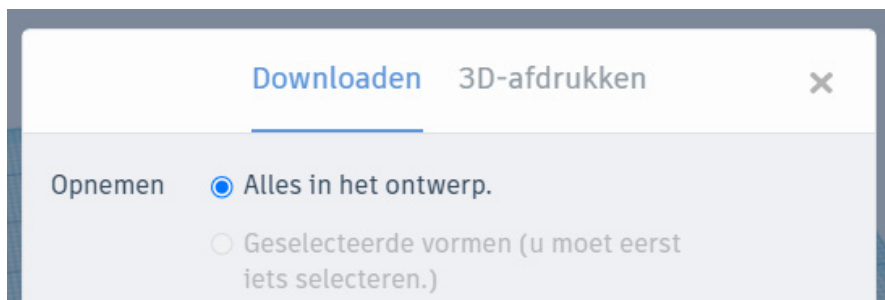 Downloaden 3D-afdrukken
Opnemen Alles in het ontwerp.
Geselecteerde vormen (u moet eerst
iets selecteren.)